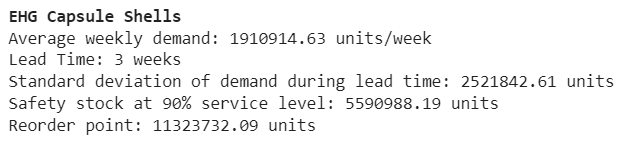 EHG Capsule Shells
Average weekly demand: 1910914.63 units/week
Lead Time: 3 weeks
Standard deviation of demand during lead time: 2521842.61 units
Safety stock at 90% service level: 5590988.19 units
Reorder point: 11323732.09 units